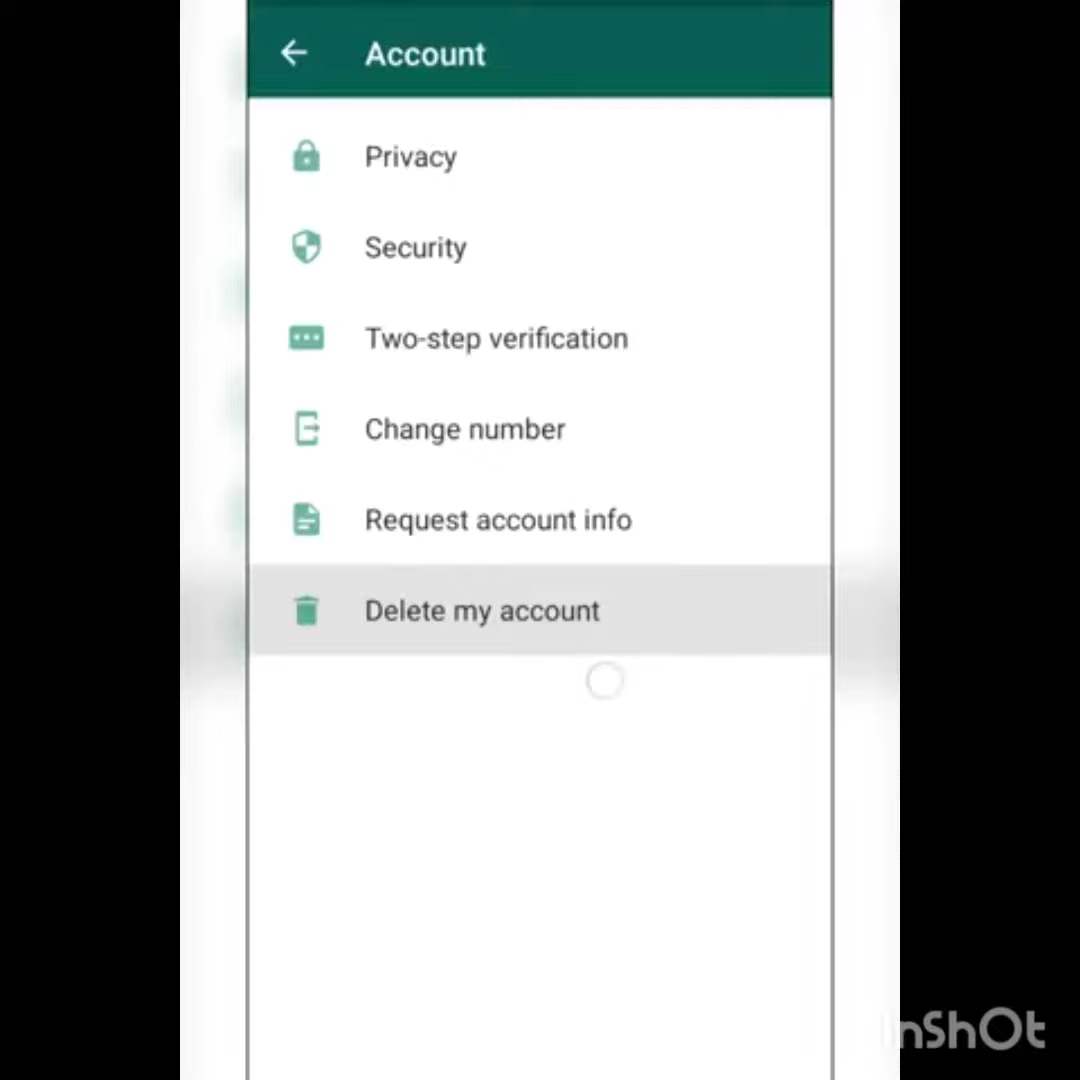 Account
Privacy
Security
Two-step verification
Change number
Request account info
Delete my account
InShOt